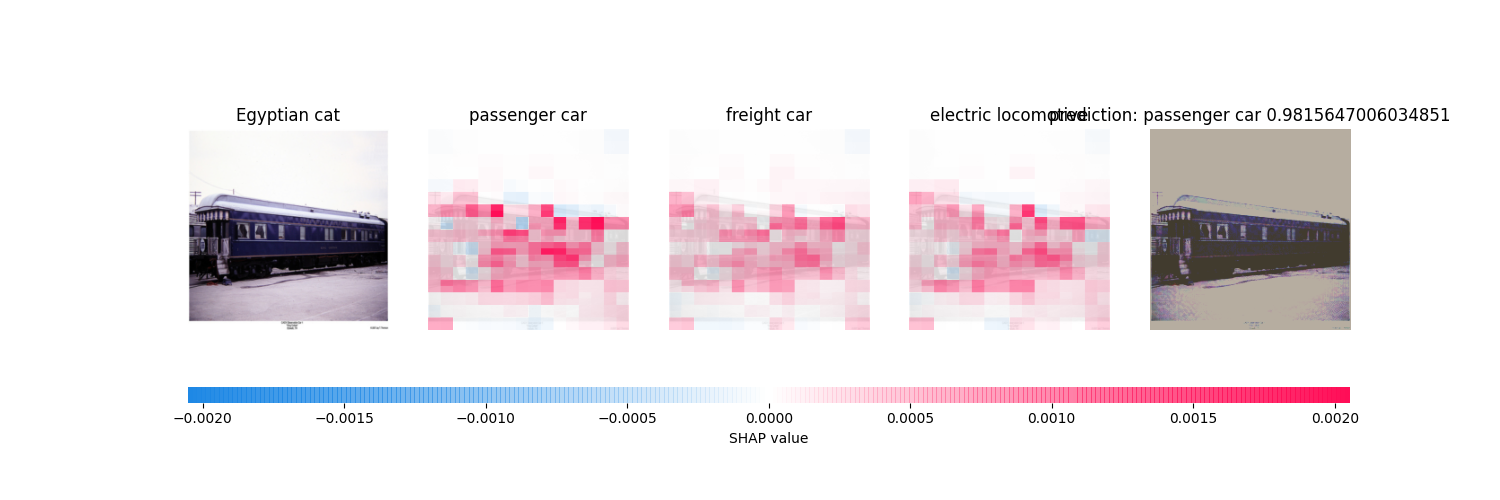 Egyptian cat
passenger car
freight car
electric locomotive
prediction: passenger car 0.9815647006034851
−0.0020 −0.0015 −0.0010 −0.0005 0.0000 0.0005 0.0010 0.0015 0.0020
SHAP value